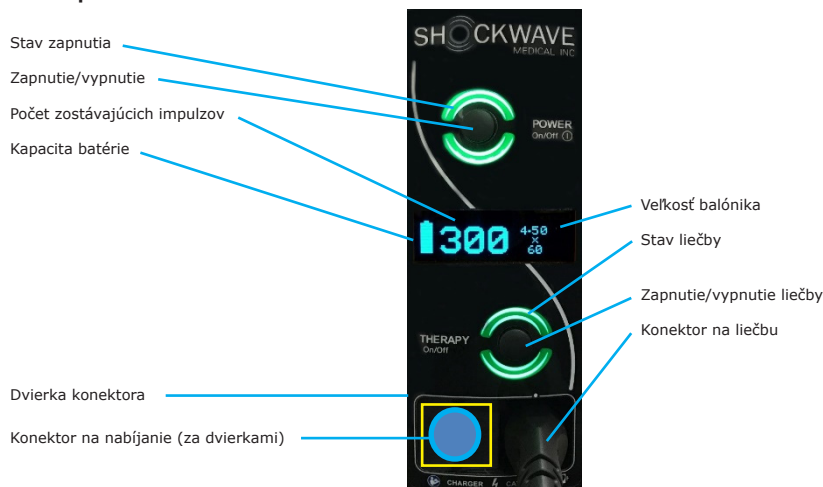 Stav zapnutia
Zapnutie/vypnutie
Počet zostávajúcich impulzov
Kapacita batérie
SHOCKWAVE
MEDICAL INC
POWER
On/Off
300
4.50
x
60
Veľkosť balónika
Stav liečby
Zapnutie/vypnutie liečby
Konektor na liečbu
THERAPY
On/Off
Dvierka konektora
Konektor na nabíjanie (za dvierkami)
CHARGER